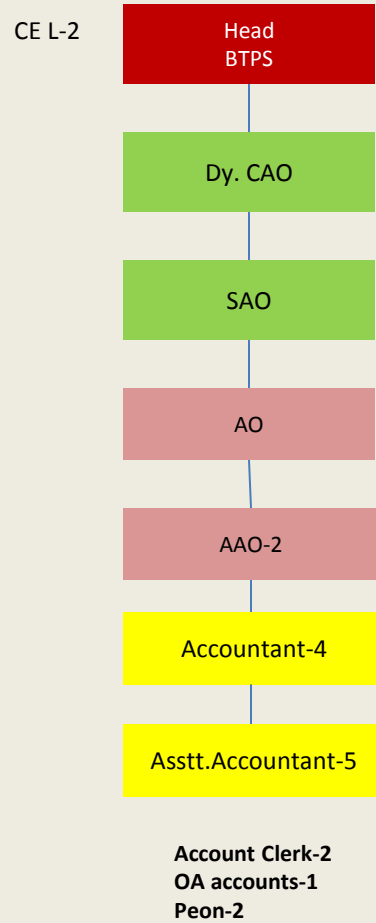 CE L-2
Head
BTPS
Dy. CAO
SAO
AO
AAO-2
Accountant-4
Asstt.Accountant-5
Account Clerk-2
OA accounts-1
Peon-2